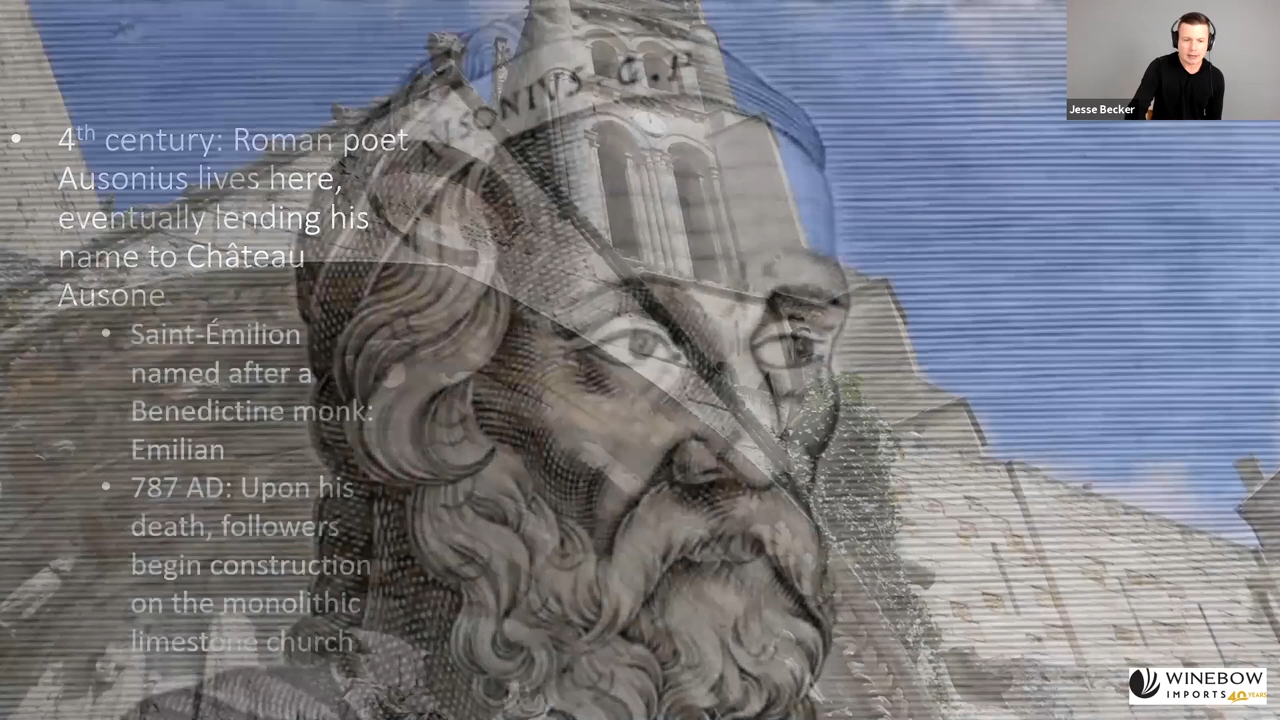 AVSONIVS C.P
Jesse Becker
• 4th century: Roman poet
Ausonius lives here,
eventually lending his
name to Château
Ausone
• Saint-Émilion
named after a
Benedictine monk:
Emilian
• 787 AD: Upon his
death, followers
begin construction
on the monolithic
limestone church
WINEBOW
IMPORTS 40 YEARS